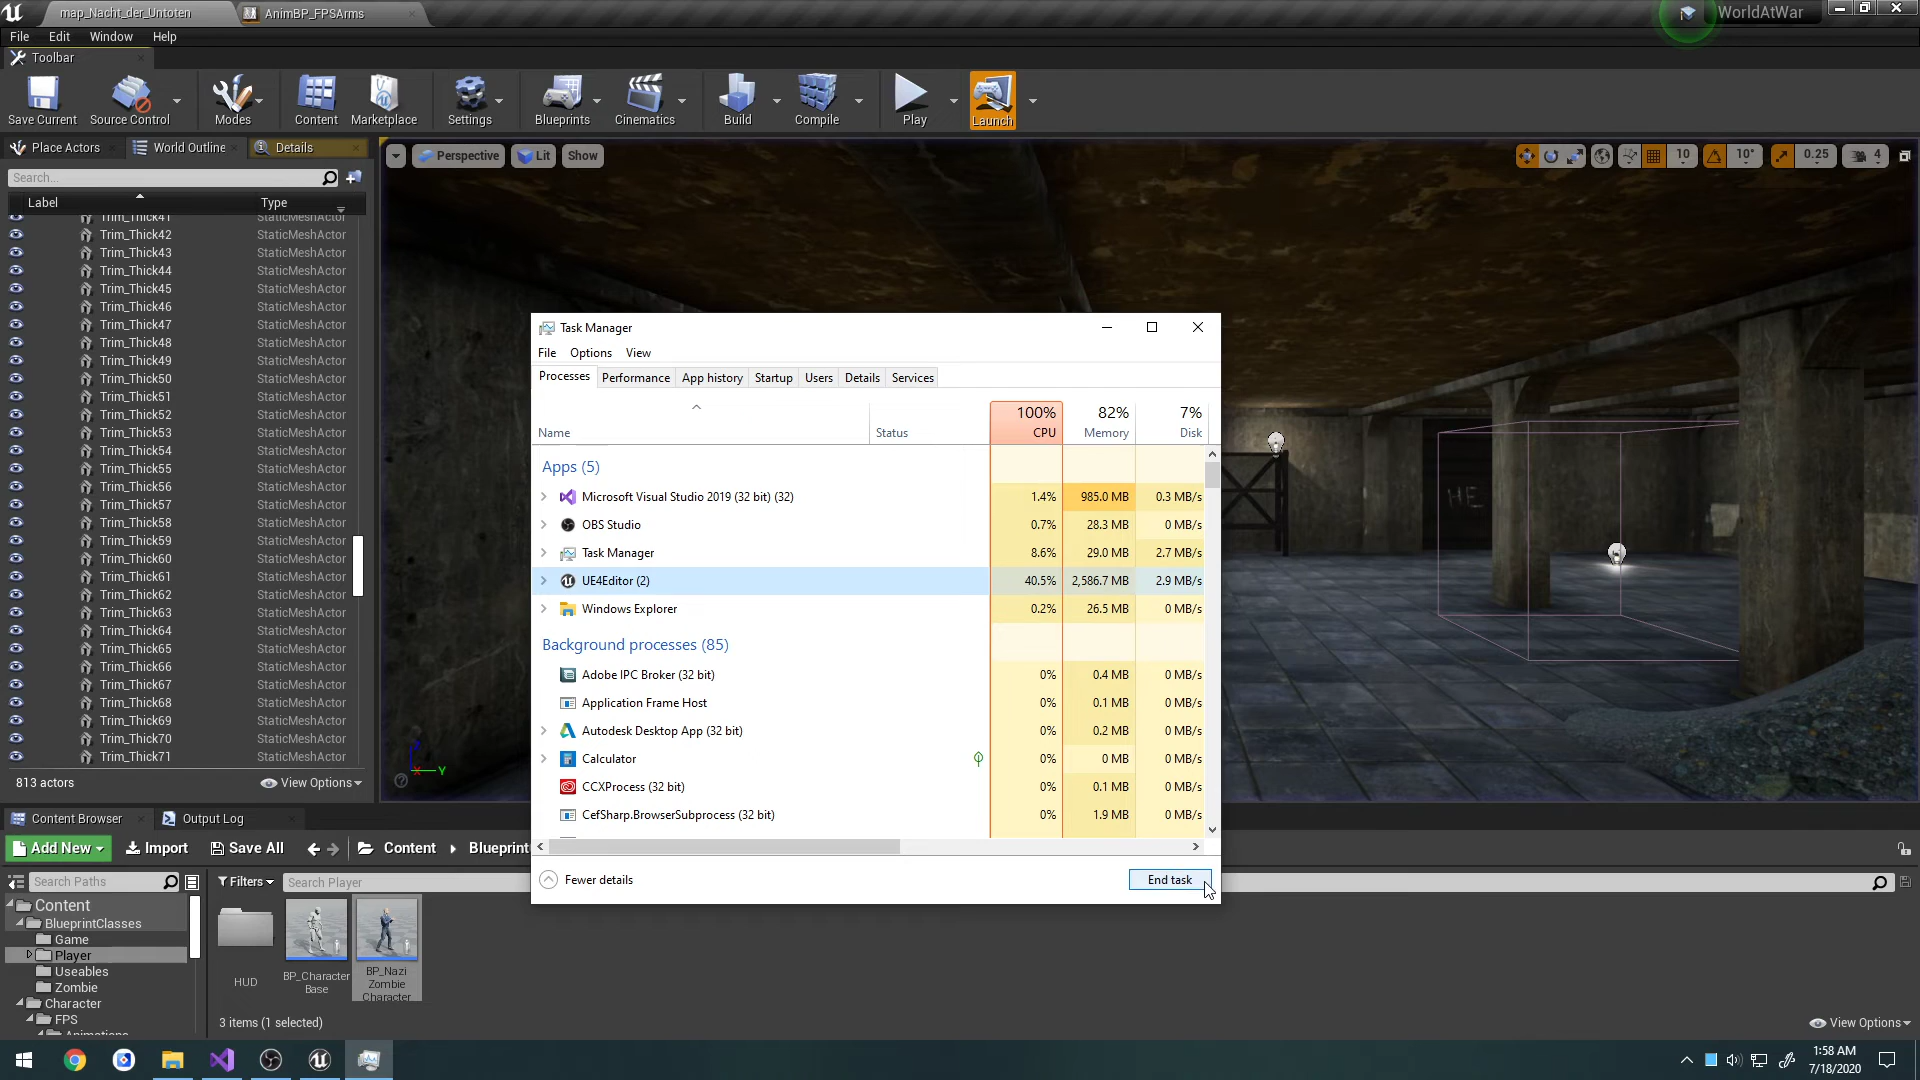 map_Nacht_der_Untoten
AnimBP_FPSArms
WorldAtWar
File Edit Window Help
Toolbar
Save Current
Source Control
Modes
Content
Marketplace
Settings
Blueprints
Cinematics
Build
Compile
Play
Launch
Place Actors
World Outline
Details
Perspective
Lit
Show
10
10°
0.25
4
Search...
Label Type
Trim_Thick41 StaticMeshActor
Trim_Thick42 StaticMeshActor
Trim_Thick43 StaticMeshActor
Trim_Thick44 StaticMeshActor
Trim_Thick45 StaticMeshActor
Trim_Thick46 StaticMeshActor
Trim_Thick47 StaticMeshActor
Trim_Thick48 StaticMeshActor
Trim_Thick49 StaticMeshActor
Trim_Thick50 StaticMeshActor
Trim_Thick51 StaticMeshActor
Trim_Thick52 StaticMeshActor
Trim_Thick53 StaticMeshActor
Trim_Thick54 StaticMeshActor
Trim_Thick55 StaticMeshActor
Trim_Thick56 StaticMeshActor
Trim_Thick57 StaticMeshActor
Trim_Thick58 StaticMeshActor
Trim_Thick59 StaticMeshActor
Trim_Thick60 StaticMeshActor
Trim_Thick61 StaticMeshActor
Trim_Thick62 StaticMeshActor
Trim_Thick63 StaticMeshActor
Trim_Thick64 StaticMeshActor
Trim_Thick65 StaticMeshActor
Trim_Thick66 StaticMeshActor
Trim_Thick67 StaticMeshActor
Trim_Thick68 StaticMeshActor
Trim_Thick69 StaticMeshActor
Trim_Thick70 StaticMeshActor
Trim_Thick71 StaticMeshActor
813 actors
View Options
Y
HE
Task Manager
File Options View
Processes Performance App history Startup Users Details Services
100% 82% 7%
Name Status CPU Memory Disk
Apps (5)
Microsoft Visual Studio 2019 (32 bit) (32) 1.4% 985.0 MB 0.3 MB/s
OBS Studio 0.7% 28.3 MB 0 MB/s
Task Manager 8.6% 29.0 MB 2.7 MB/s
UE4Editor (2) 40.5% 2,586.7 MB 2.9 MB/s
Windows Explorer 0.2% 26.5 MB 0 MB/s
Background processes (85)
Adobe IPC Broker (32 bit) 0% 0.4 MB 0 MB/s
Application Frame Host 0% 0.1 MB 0 MB/s
Autodesk Desktop App (32 bit) 0% 0.2 MB 0 MB/s
Calculator 0% 0 MB 0 MB/s
CCXProcess (32 bit) 0% 0.1 MB 0 MB/s
CefSharp.BrowserSubprocess (32 bit) 0% 1.9 MB 0 MB/s
Fewer details
End task
Content Browser
Output Log
Add New
Import
Save All
Content
Blueprint
Search Paths
Filters
Search Player
Content
BlueprintClasses
Game
Player
Useables
Zombie
Character
FPS
Animations
HUD
BP_Character
Base
BP_Nazi
Zombie
Character
3 items (1 selected)
View Options
1:58 AM
7/18/2020